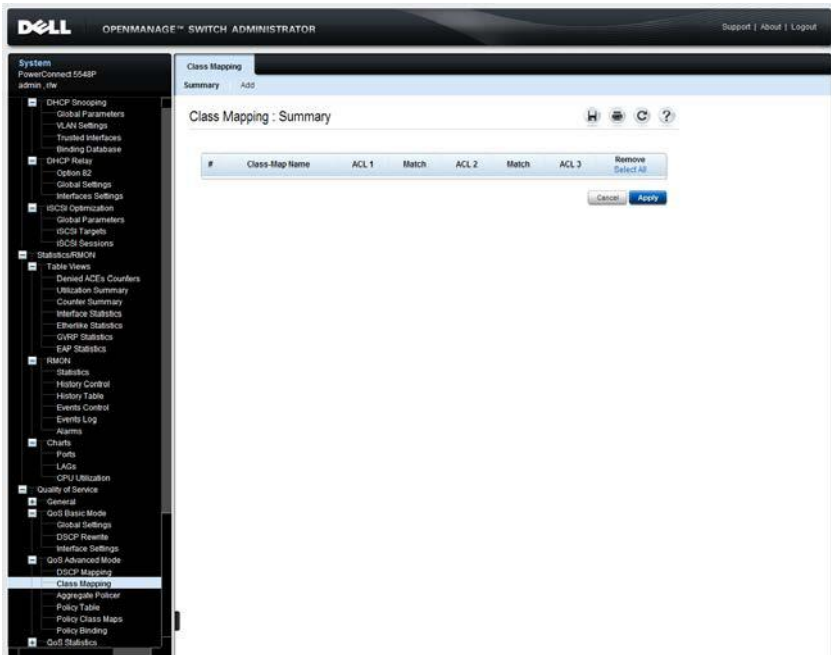 DELL OPENMANAGE™ SWITCH ADMINISTRATOR
Support | About | Logout
System
PowerConnect 5548P
DHCP Snooping
Global Parameters
VLAN Settings
Trusted Interfaces
Binding Database
DHCP Relay
Option 82
Global Settings
Interfaces Settings
iSCSI Optimization
Global Parameters
iSCSI Targets
iSCSI Sessions
Statistics/RMON
Table Views
Denied ACEs Counters
Utilization Summary
Counter Summary
Interface Statistics
Etherlike Statistics
GVRP Statistics
EAP Statistics
RMON
Statistics
History Control
History Table
Events Control
Events Log
Alarms
Charts
Ports
LAGs
CPU Utilization
Quality of Service
General
QoS Basic Mode
Global Settings
DSCP Rewrite
Interface Settings
QoS Advanced Mode
DSCP Mapping
Class Mapping
Aggregate Policer
Policy Table
Policy Class Maps
Policy Binding
QoS Statistics
Class Mapping
Summary Add
Class Mapping : Summary
# Class-Map Name ACL 1 Match ACL 2 Match ACL 3 Remove
Select All
Cancel Apply